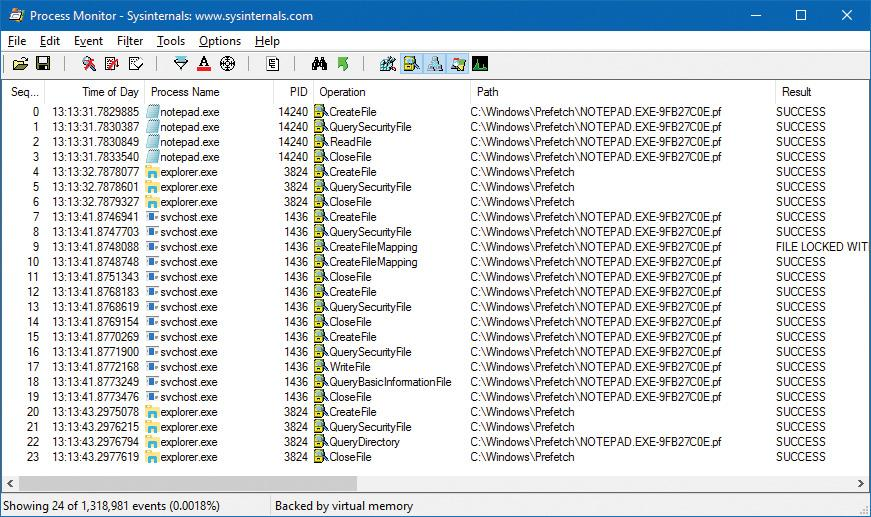 Process Monitor - Sysinternals: www.sysinternals.com
File Edit Event Filter Tools Options Help
Seq... Time of Day Process Name PID Operation Path Result
0 13:13:31.7829885 notepad.exe 14240 CreateFile C:\Windows\Prefetch\NOTEPAD.EXE-9FB27C0E.pf SUCCESS
1 13:13:31.7830387 notepad.exe 14240 QuerySecurityFile C:\Windows\Prefetch\NOTEPAD.EXE-9FB27C0E.pf SUCCESS
2 13:13:31.7830849 notepad.exe 14240 ReadFile C:\Windows\Prefetch\NOTEPAD.EXE-9FB27C0E.pf SUCCESS
3 13:13:31.7833540 notepad.exe 14240 CloseFile C:\Windows\Prefetch\NOTEPAD.EXE-9FB27C0E.pf SUCCESS
4 13:13:32.7878077 explorer.exe 3824 CreateFile C:\Windows\Prefetch SUCCESS
5 13:13:32.7878601 explorer.exe 3824 QuerySecurityFile C:\Windows\Prefetch SUCCESS
6 13:13:32.7879327 explorer.exe 3824 CloseFile C:\Windows\Prefetch SUCCESS
7 13:13:41.8746941 svchost.exe 1436 CreateFile C:\Windows\Prefetch\NOTEPAD.EXE-9FB27C0E.pf SUCCESS
8 13:13:41.8747703 svchost.exe 1436 QuerySecurityFile C:\Windows\Prefetch\NOTEPAD.EXE-9FB27C0E.pf SUCCESS
9 13:13:41.8748088 svchost.exe 1436 CreateFileMapping C:\Windows\Prefetch\NOTEPAD.EXE-9FB27C0E.pf FILE LOCKED WIT
10 13:13:41.8748748 svchost.exe 1436 CreateFileMapping C:\Windows\Prefetch\NOTEPAD.EXE-9FB27C0E.pf SUCCESS
11 13:13:41.8751343 svchost.exe 1436 CloseFile C:\Windows\Prefetch\NOTEPAD.EXE-9FB27C0E.pf SUCCESS
12 13:13:41.8768183 svchost.exe 1436 CreateFile C:\Windows\Prefetch\NOTEPAD.EXE-9FB27C0E.pf SUCCESS
13 13:13:41.8768619 svchost.exe 1436 QuerySecurityFile C:\Windows\Prefetch\NOTEPAD.EXE-9FB27C0E.pf SUCCESS
14 13:13:41.8769154 svchost.exe 1436 CloseFile C:\Windows\Prefetch\NOTEPAD.EXE-9FB27C0E.pf SUCCESS
15 13:13:41.8770269 svchost.exe 1436 CreateFile C:\Windows\Prefetch\NOTEPAD.EXE-9FB27C0E.pf SUCCESS
16 13:13:41.8771900 svchost.exe 1436 QuerySecurityFile C:\Windows\Prefetch\NOTEPAD.EXE-9FB27C0E.pf SUCCESS
17 13:13:41.8772168 svchost.exe 1436 WriteFile C:\Windows\Prefetch\NOTEPAD.EXE-9FB27C0E.pf SUCCESS
18 13:13:41.8773249 svchost.exe 1436 QueryBasicInformationFile C:\Windows\Prefetch\NOTEPAD.EXE-9FB27C0E.pf SUCCESS
19 13:13:41.8773476 svchost.exe 1436 CloseFile C:\Windows\Prefetch\NOTEPAD.EXE-9FB27C0E.pf SUCCESS
20 13:13:43.2975078 explorer.exe 3824 CreateFile C:\Windows\Prefetch SUCCESS
21 13:13:43.2976215 explorer.exe 3824 QuerySecurityFile C:\Windows\Prefetch SUCCESS
22 13:13:43.2976794 explorer.exe 3824 QueryDirectory C:\Windows\Prefetch\NOTEPAD.EXE-9FB27C0E.pf SUCCESS
23 13:13:43.2977619 explorer.exe 3824 CloseFile C:\Windows\Prefetch SUCCESS
Showing 24 of 1,318,981 events (0.0018%) Backed by virtual memory